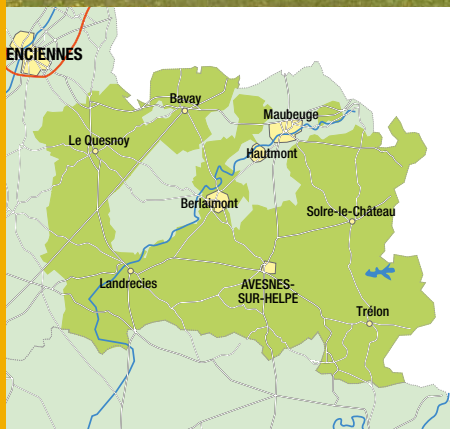 ENCIENNES
Bavay
Maubeuge
Le Quesnoy
Hautmont
Berlaimont
Solre-le-Château
Landrecies
AVESNES-
SUR-HELPE
Trélon